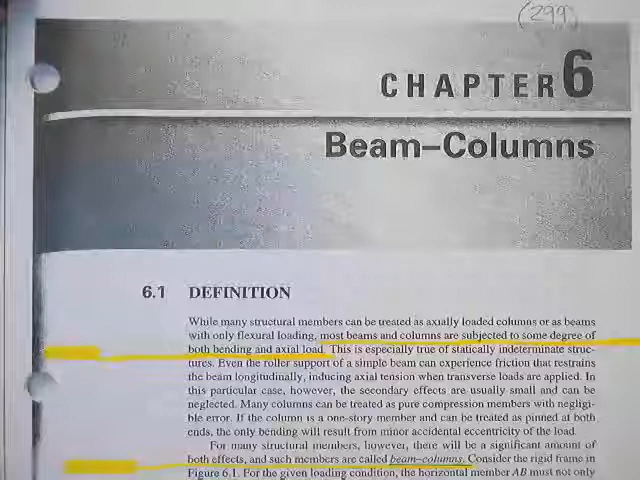 (299)
CHAPTER 6
Beam–Columns
6.1 DEFINITION
While many structural members can be treated as axially loaded columns or as beams
with only flexural loading, most beams and columns are subjected to some degree of
both bending and axial load. This is especially true of statically indeterminate struc-
tures. Even the roller support of a simple beam can experience friction that restrains
the beam longitudinally, inducing axial tension when transverse loads are applied. In
this particular case, however, the secondary effects are usually small and can be
neglected. Many columns can be treated as pure compression members with negligi-
ble error. If the column is a one-story member and can be treated as pinned at both
ends, the only bending will result from minor accidental eccentricity of the load.
For many structural members, however, there will be a significant amount of
both effects, and such members are called beam–columns. Consider the rigid frame in
Figure 6.1. For the given loading condition, the horizontal member AB must not only